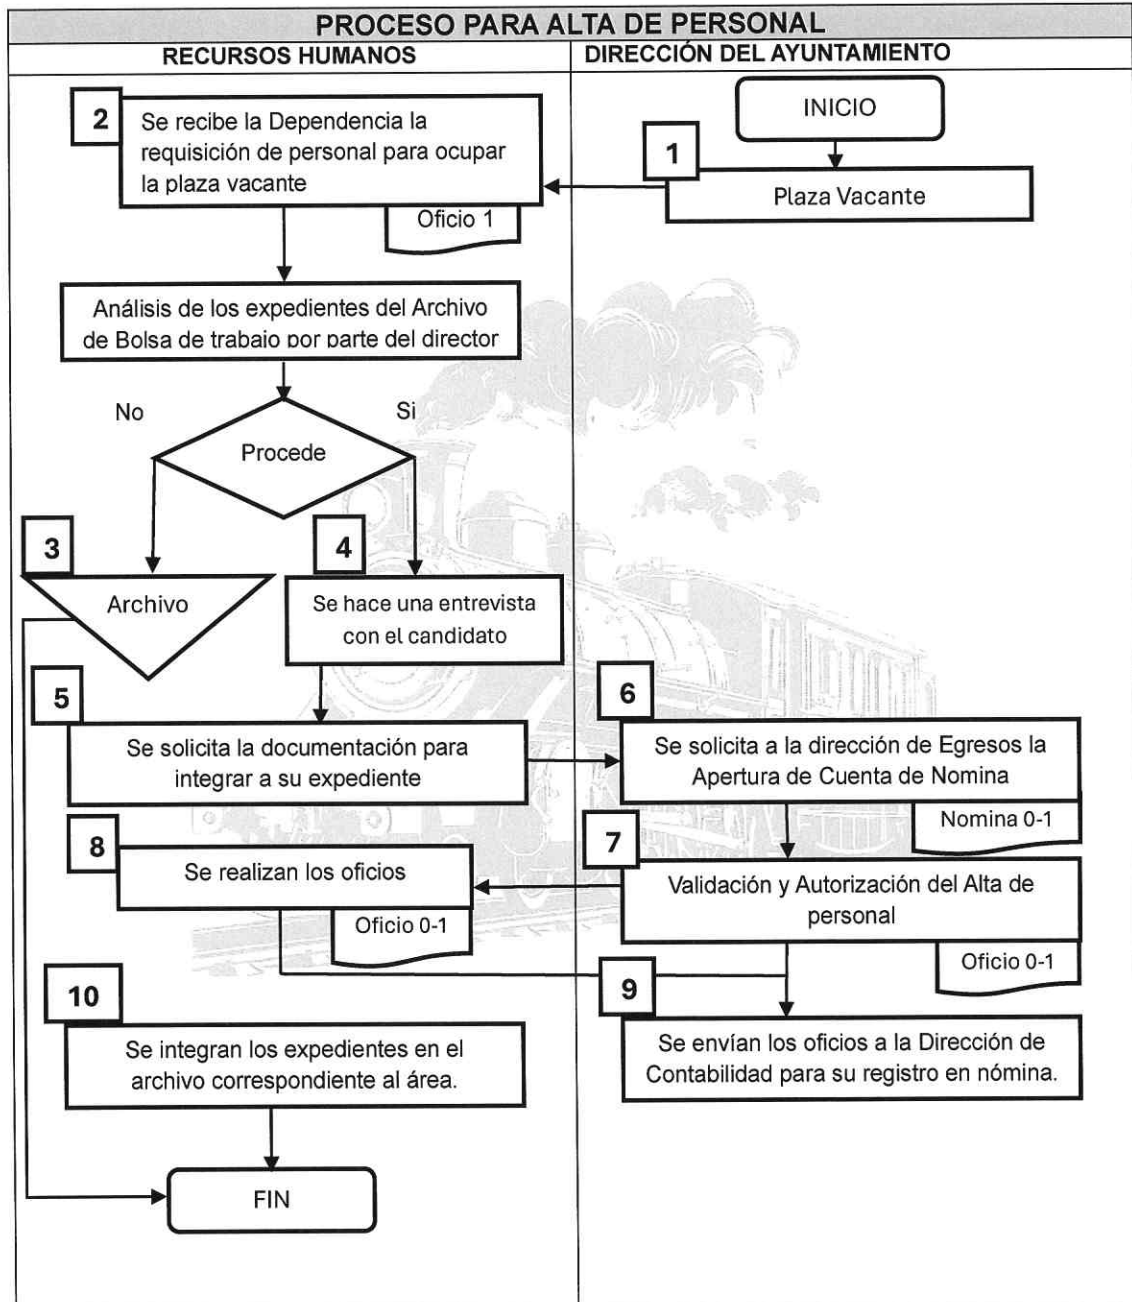 PROCESO PARA ALTA DE PERSONAL
RECURSOS HUMANOS
DIRECCIÓN DEL AYUNTAMIENTO
INICIO
1
Plaza Vacante
2
Se recibe la Dependencia la
requisición de personal para ocupar
la plaza vacante
Oficio 1
Análisis de los expedientes del Archivo
de Bolsa de trabajo por parte del director
No
Si
Procede
3
Archivo
4
Se hace una entrevista
con el candidato
5
Se solicita la documentación para
integrar a su expediente
6
Se solicita a la dirección de Egresos la
Apertura de Cuenta de Nomina
Nomina 0-1
7
Validación y Autorización del Alta de
personal
Oficio 0-1
8
Se realizan los oficios
Oficio 0-1
9
Se envían los oficios a la Dirección de
Contabilidad para su registro en nómina.
10
Se integran los expedientes en el
archivo correspondiente al área.
FIN